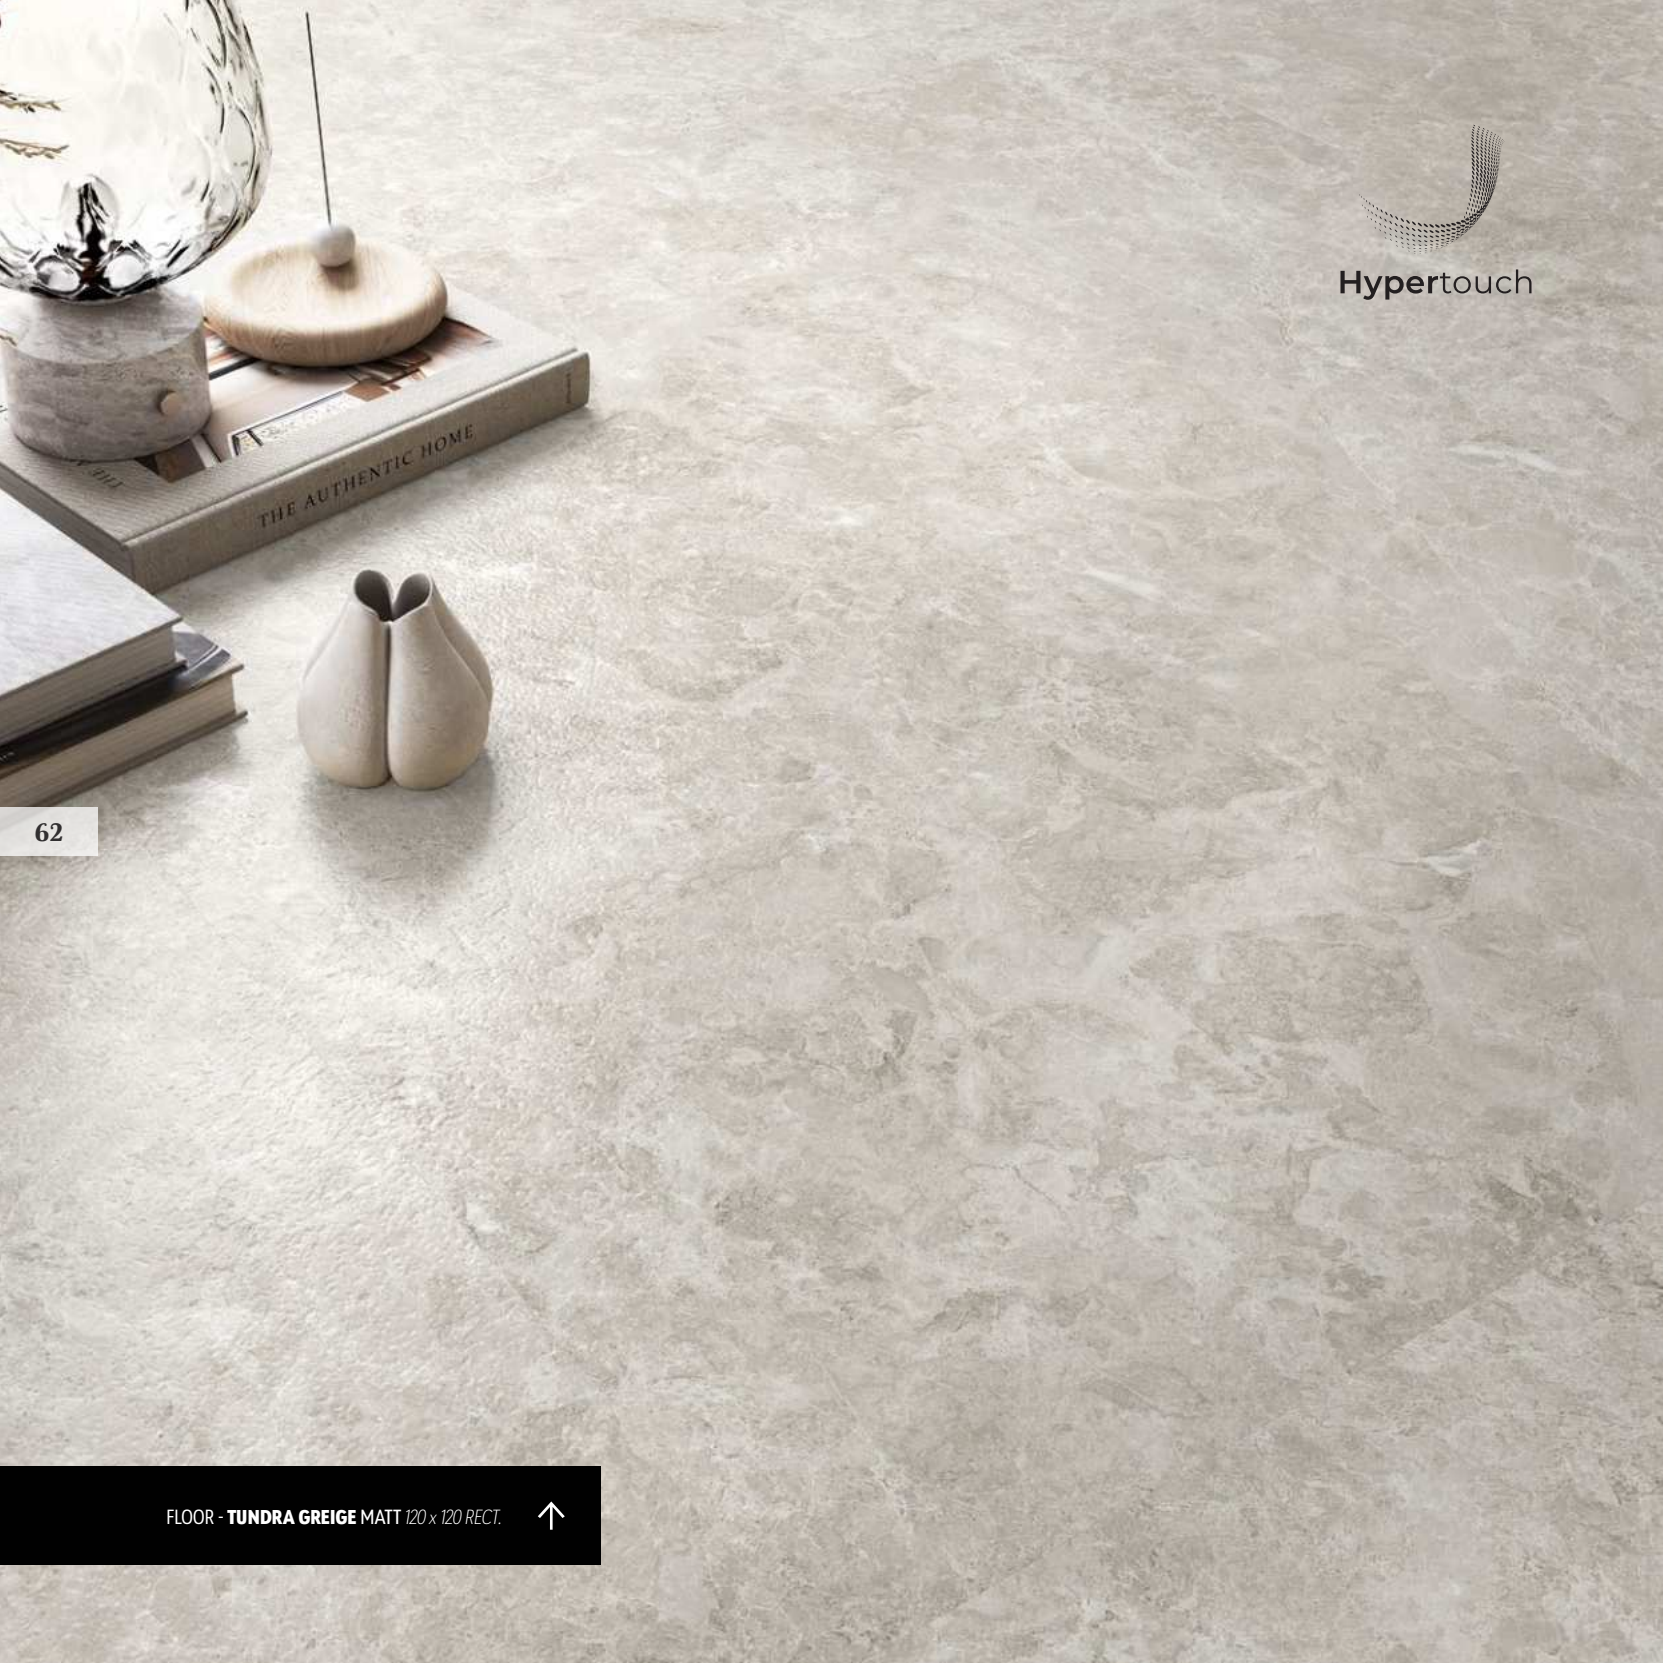 Hypertouch
THE AUTHENTIC HOME
62
FLOOR - TUNDRA GREIGE MATT 120 x 120 RECT.